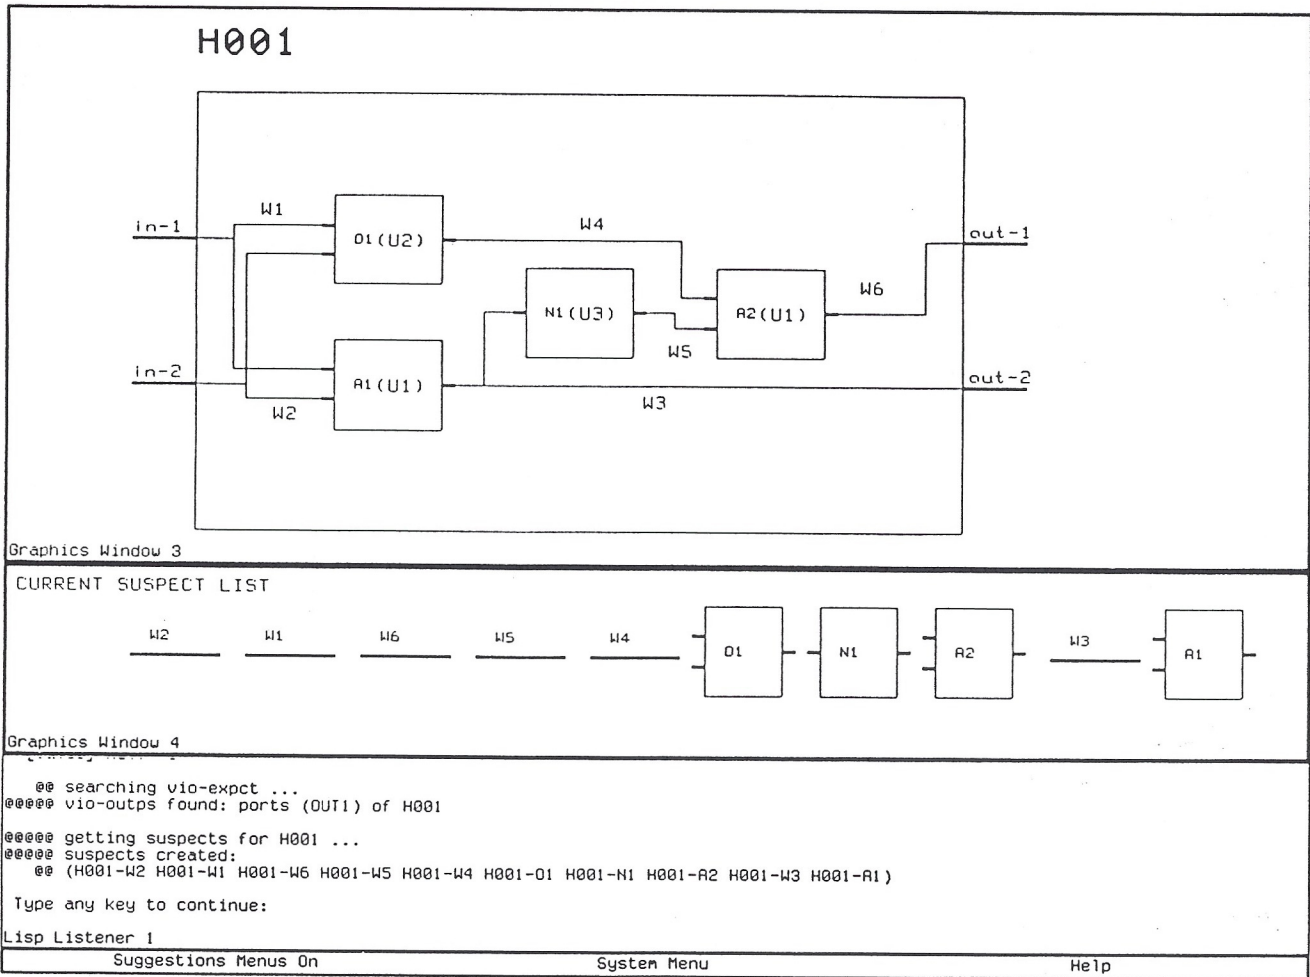 H001
W1
in-1
O1(U2)
W4
out-1
N1(U3)
A2(U1)
W6
W5
in-2
A1(U1)
out-2
W2
W3
Graphics Window 3
CURRENT SUSPECT LIST
W2 W1 W6 W5 W4 O1 N1 A2 W3 A1
Graphics Window 4
@@ searching vio-expct ...
@@@@@ vio-outps found: ports (OUT1) of H001
@@@@@ getting suspects for H001 ...
@@@@@ suspects created:
@@ (H001-W2 H001-W1 H001-W6 H001-W5 H001-W4 H001-O1 H001-N1 H001-A2 H001-W3 H001-A1)
Type any key to continue:
Lisp Listener 1
Suggestions Menus On System Menu Help